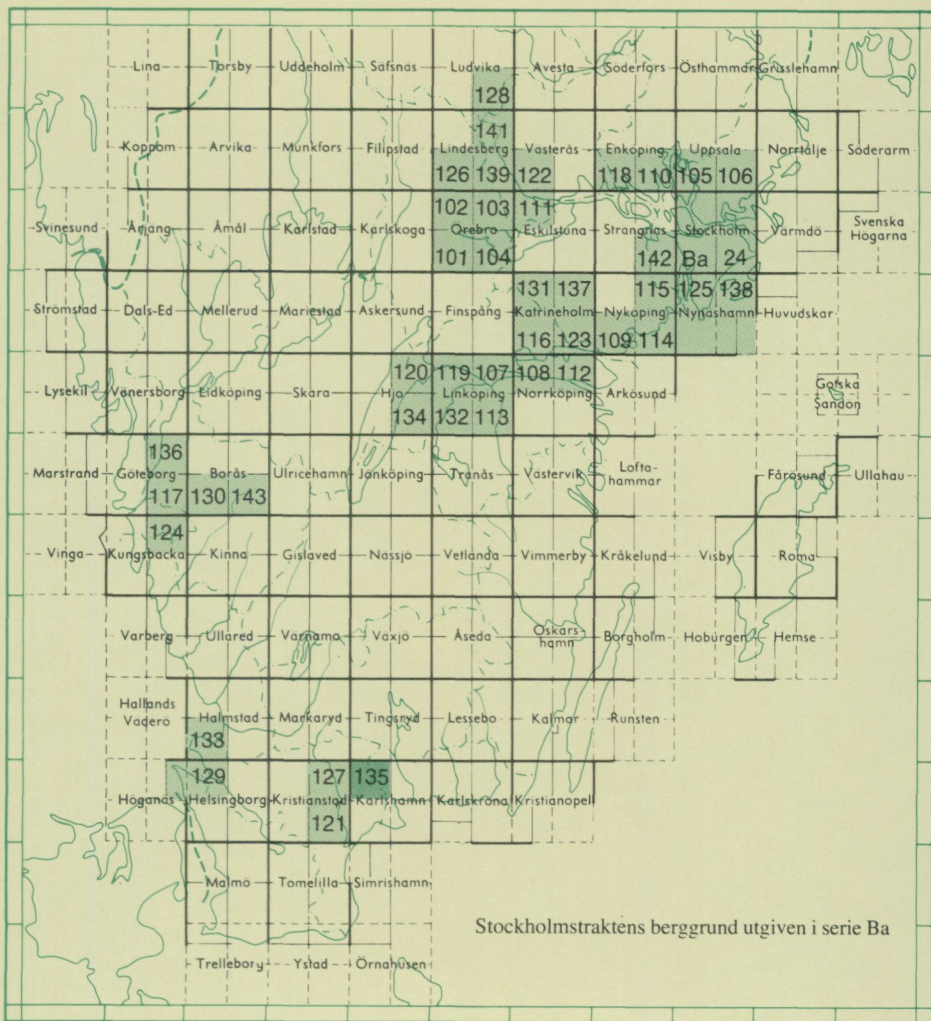 Lina Torsby Uddeholm Säfsnäs Ludvika Avesta Söderfors Östhammar Grisslehamn
128
141
Koppom Arvika Munkfors Filipstad Lindesberg Västerås Enköping Uppsala Norrtälje Söderarm
126 139 122 118 110 105 106
102 103 111
Svinesund Årjäng Åmål Karlstad Karlskoga Örebro Eskilstuna Strängnäs Stockholm Värmdö Svenska Högarna
101 104 142 Ba 24
131 137 115 125 138
Strömstad Dals-Ed Mellerud Mariestad Askersund Finspång Katrineholm Nyköping Nynäshamn Huvudskär
116 123 109 114
120 119 107 108 112
Lysekil Vänersborg Lidköping Skara Hjo Linköping Norrköping Arkösund Gotska Sandön
134 132 113
136
Marstrand Göteborg Borås Ulricehamn Jönköping Tranås Västervik Lofta-hammar Fårösund Ullahau
117 130 143
124
Vinga Kungsbacka Kinna Gislaved Nässjö Vetlanda Vimmerby Kråkelund Visby Roma
Varberg Ullared Värnamo Växjö Åseda Oskars-hamn Borgholm Hoburgen Hemse
Hallands Väderö Halmstad Markaryd Tingsryd Lessebo Kalmar Runsten
133
129 127 135
Höganäs Helsingborg Kristianstad Karlshamn Karlskrona Kristianopel
121
Malmö Tomelilla Simrishamn
Stockholmstraktens berggrund utgiven i serie Ba
Trelleborg Ystad Örnahusen